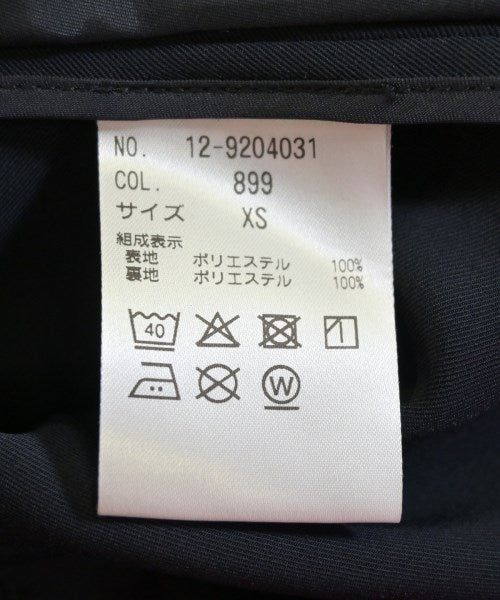 NO. 12-9204031
COL. 899
サイズ XS
組成表示
表地 ポリエステル 100%
裏地 ポリエステル 100%
40
W